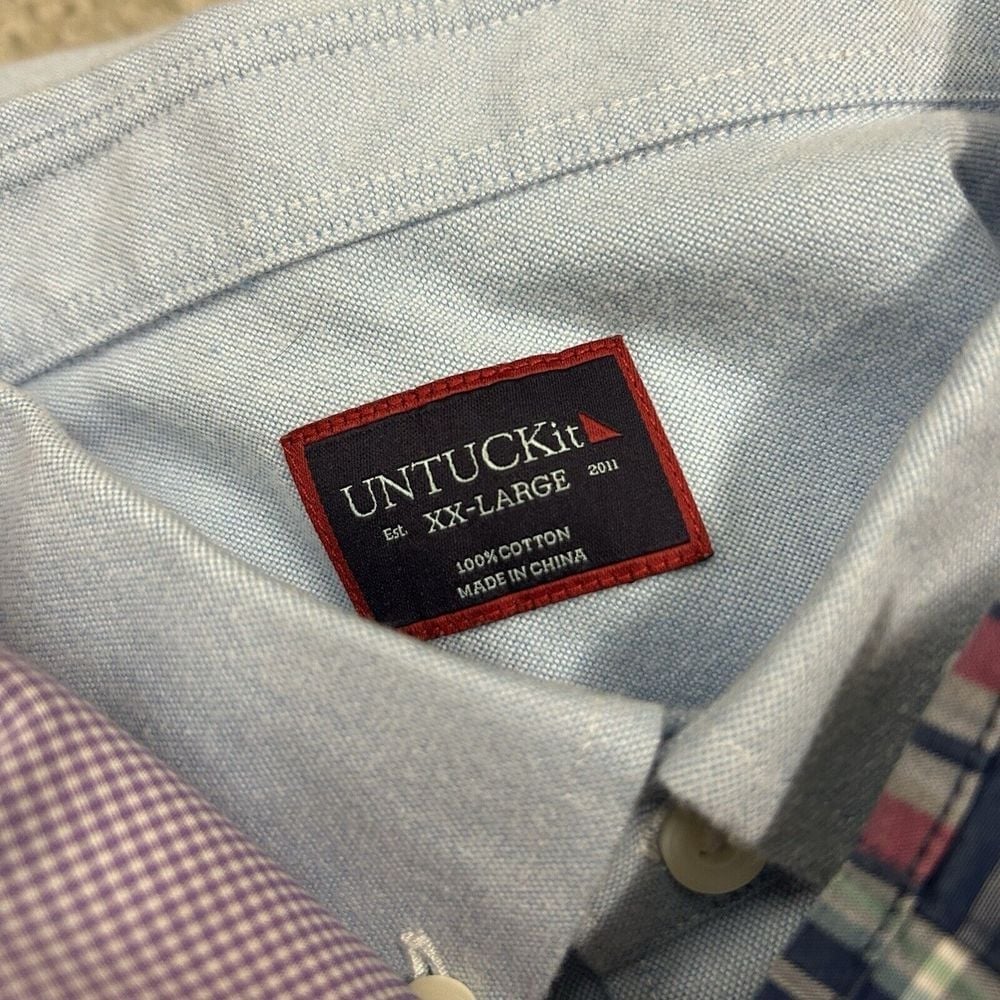 UNTUCKit
Est. XX-LARGE 2011
100% COTTON
MADE IN CHINA